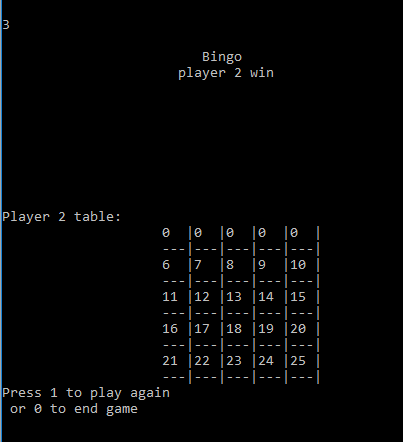 3
Bingo
player 2 win
Player 2 table:
0 |0 |0 |0 |0 |
---|---|---|---|---|
6 |7 |8 |9 |10 |
---|---|---|---|---|
11 |12 |13 |14 |15 |
---|---|---|---|---|
16 |17 |18 |19 |20 |
---|---|---|---|---|
21 |22 |23 |24 |25 |
---|---|---|---|---|
Press 1 to play again
or 0 to end game